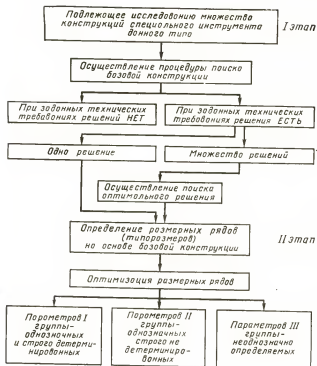 Подлежащее исследованию множество
конструкций специального инструмента
данного типа
I этап
Осуществление процедуры поиска
базовой конструкции
При заданных технических
требованиях решений НЕТ
При заданных технических
требованиях решения ЕСТЬ
Одно решение
Множество решений
Осуществление поиска
оптимального решения
Определение размерных рядов
(типоразмеров)
на основе базовой конструкции
II этап
Оптимизация размерных рядов
Параметров I
группы-
однозначных
и строго детерми-
нированных
Параметров II
группы-
однозначных
строго не
детерминиро-
ванных
Параметров III
группы-
неоднозначно
определяемых